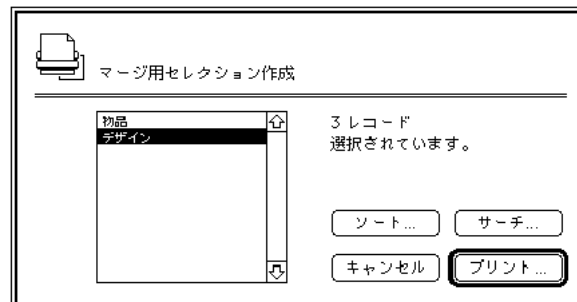 マージ用セレクション作成
物品
デザイン
3レコード
選択されています。
ソート...
サーチ...
キャンセル
プリント...